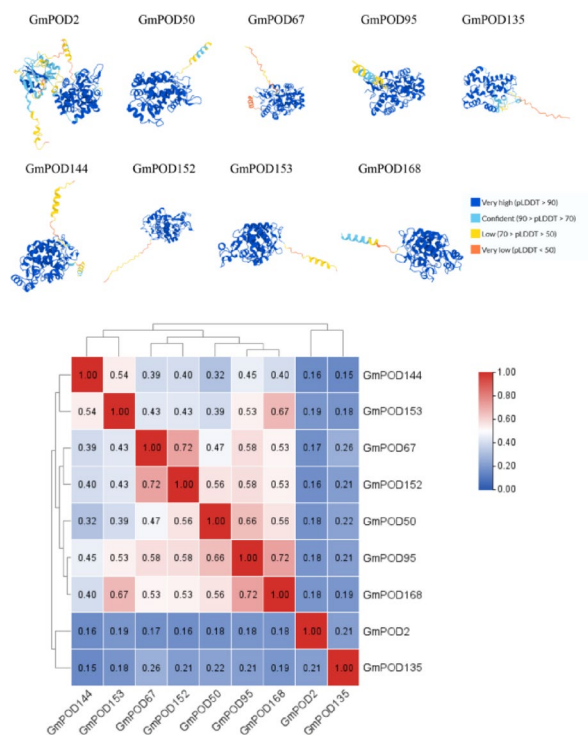 GmPOD2 GmPOD50 GmPOD67 GmPOD95 GmPOD135
GmPOD144 GmPOD152 GmPOD153 GmPOD168
Very high (pLDDT > 90)
Confident (90 > pLDDT > 70)
Low (70 > pLDDT > 50)
Very low (pLDDT < 50)
1.00 0.54 0.39 0.40 0.32 0.45 0.40 0.16 0.15 GmPOD144
0.54 1.00 0.43 0.43 0.39 0.53 0.67 0.19 0.18 GmPOD153
0.39 0.43 1.00 0.72 0.47 0.58 0.53 0.17 0.26 GmPOD67
0.40 0.43 0.72 1.00 0.56 0.58 0.53 0.16 0.21 GmPOD152
0.32 0.39 0.47 0.56 1.00 0.66 0.56 0.18 0.22 GmPOD50
0.45 0.53 0.58 0.58 0.66 1.00 0.72 0.18 0.21 GmPOD95
0.40 0.67 0.53 0.53 0.56 0.72 1.00 0.18 0.19 GmPOD168
0.16 0.19 0.17 0.16 0.18 0.18 0.18 1.00 0.21 GmPOD2
0.15 0.18 0.26 0.21 0.22 0.21 0.19 0.21 1.00 GmPOD135
GmPOD144 GmPOD153 GmPOD67 GmPOD152 GmPOD50 GmPOD95 GmPOD168 GmPOD2 GmPOD135
1.00
0.80
0.60
0.40
0.20
0.00